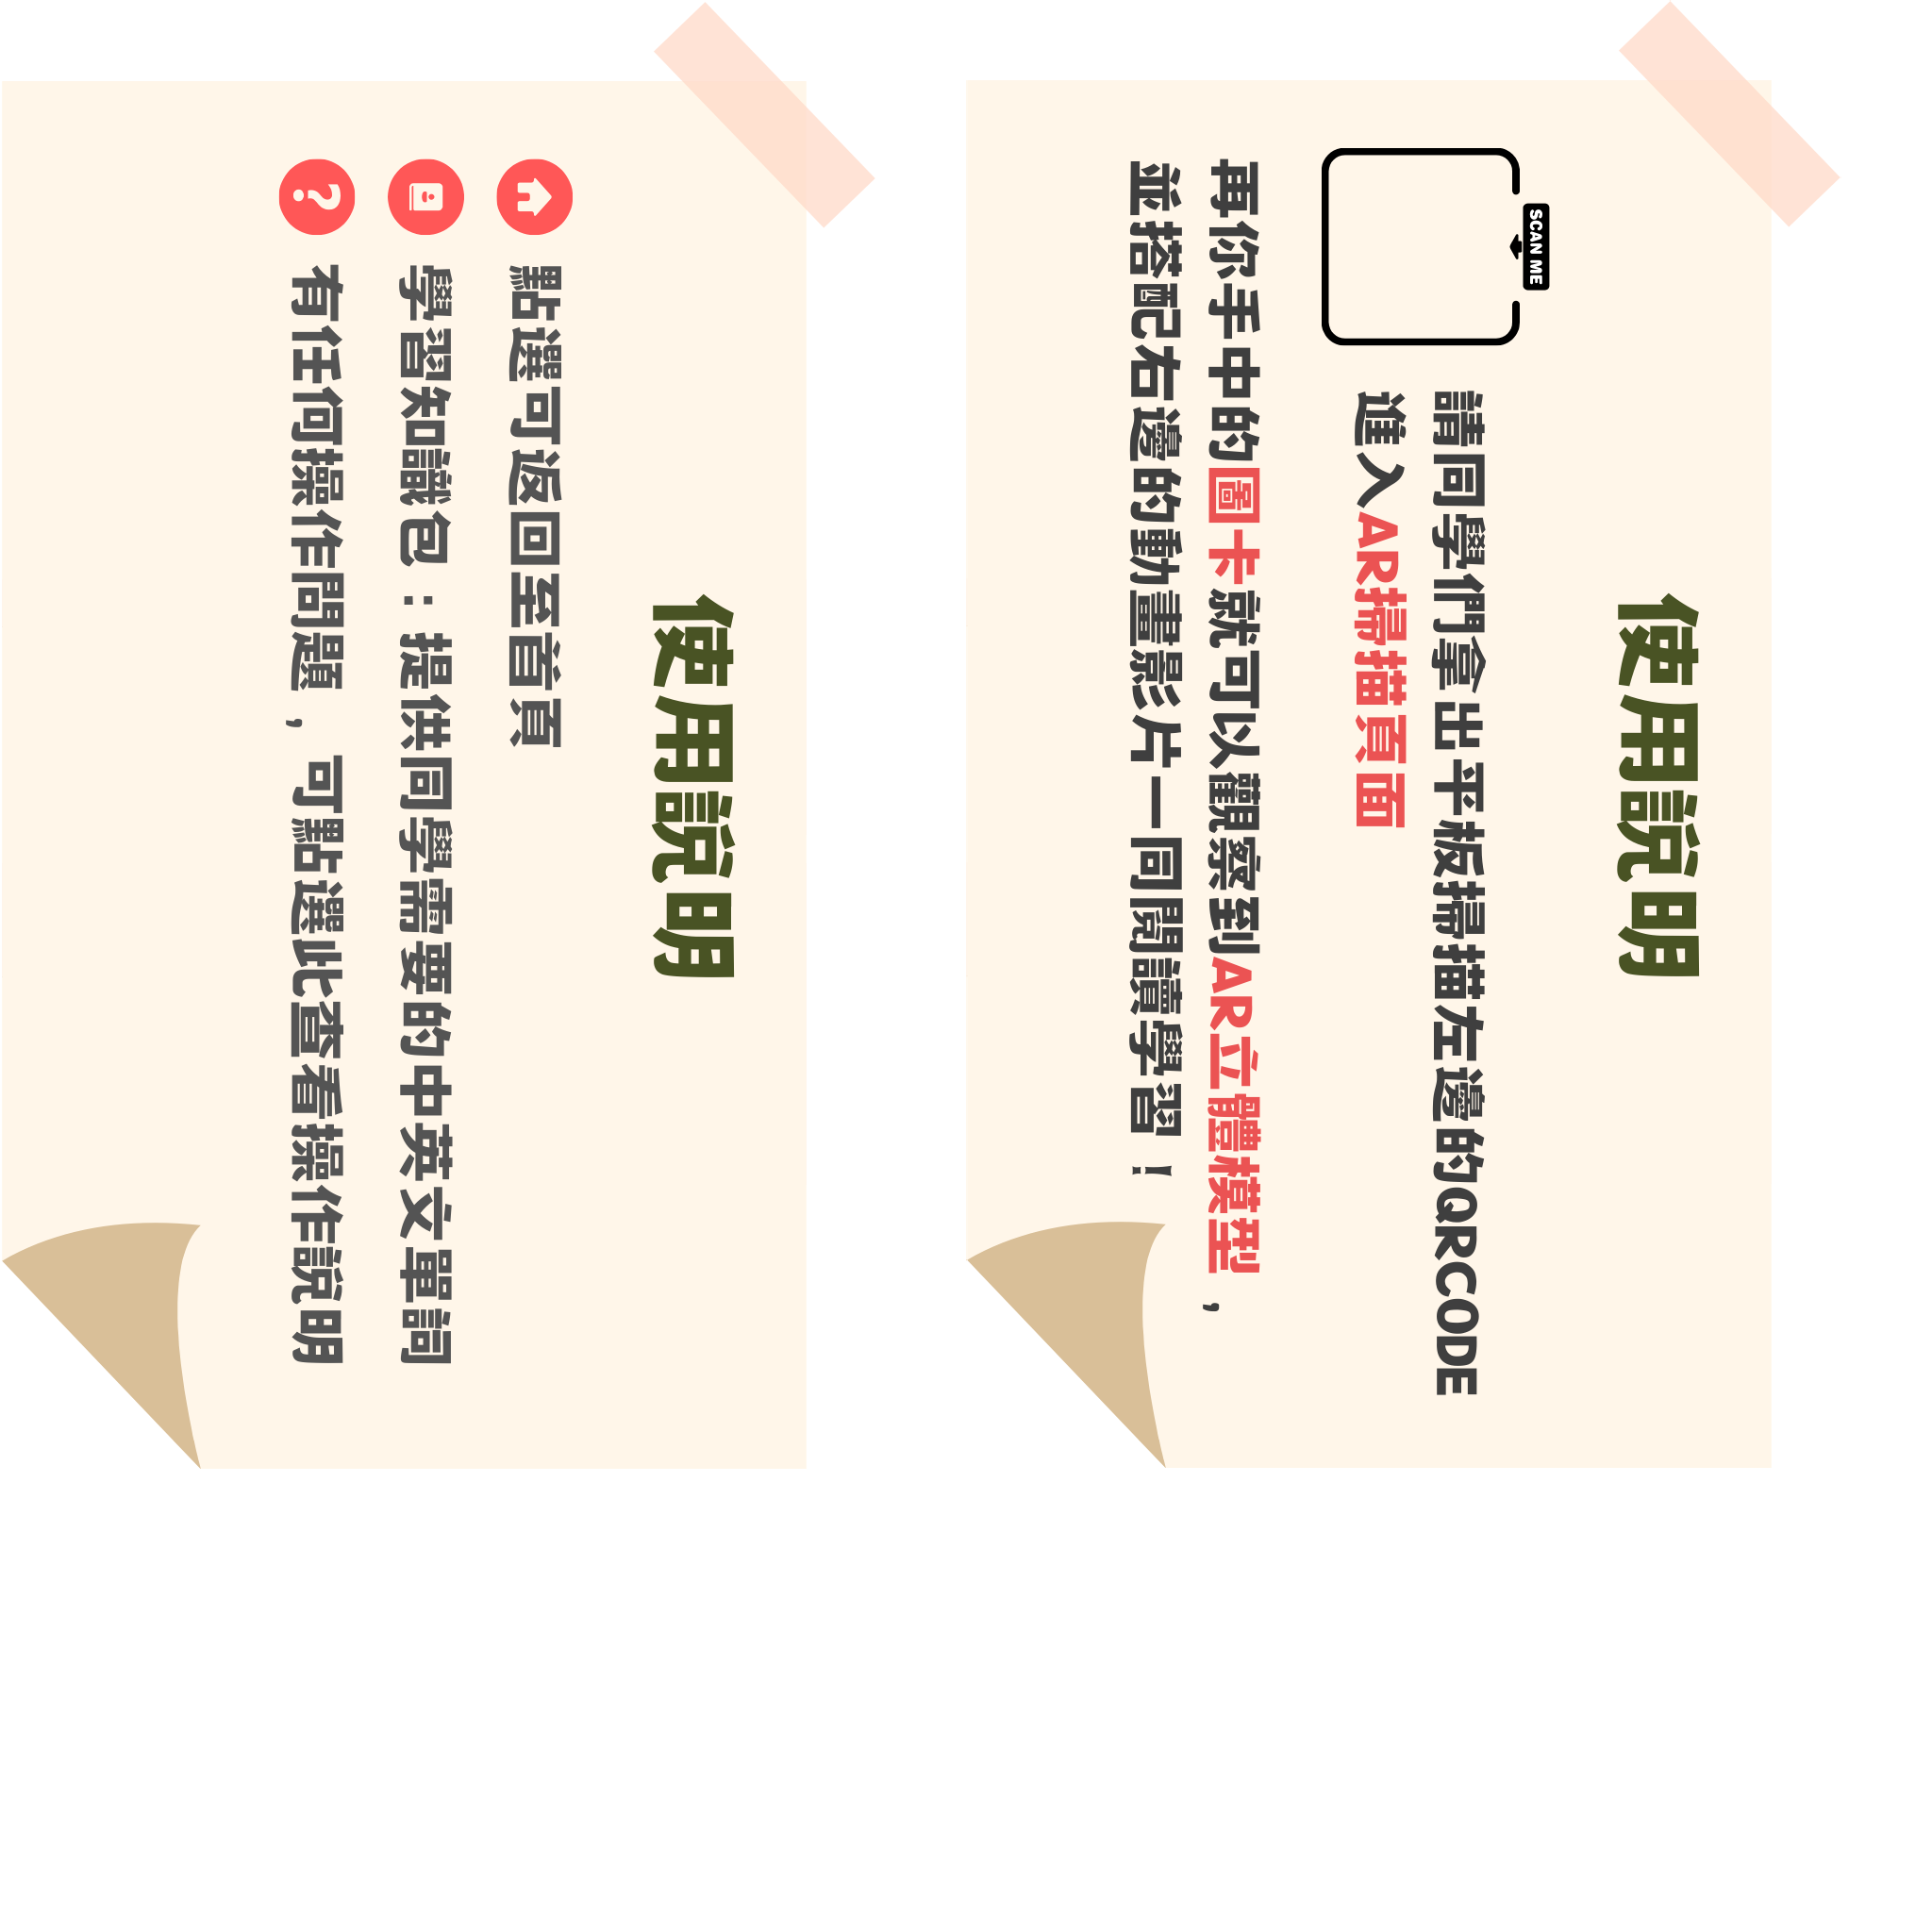 使用說明
SCAN ME
請同學們拿出平板掃描左邊的QRCODE
進入AR掃描頁面
再你手中的圖卡就可以觀察到AR立體模型，
並搭配右邊的動畫影片一同閱讀學習！
使用說明
點選可返回至首頁
學習知識包：提供同學需要的中英文單詞
有任何操作問題，可點選此查看操作說明